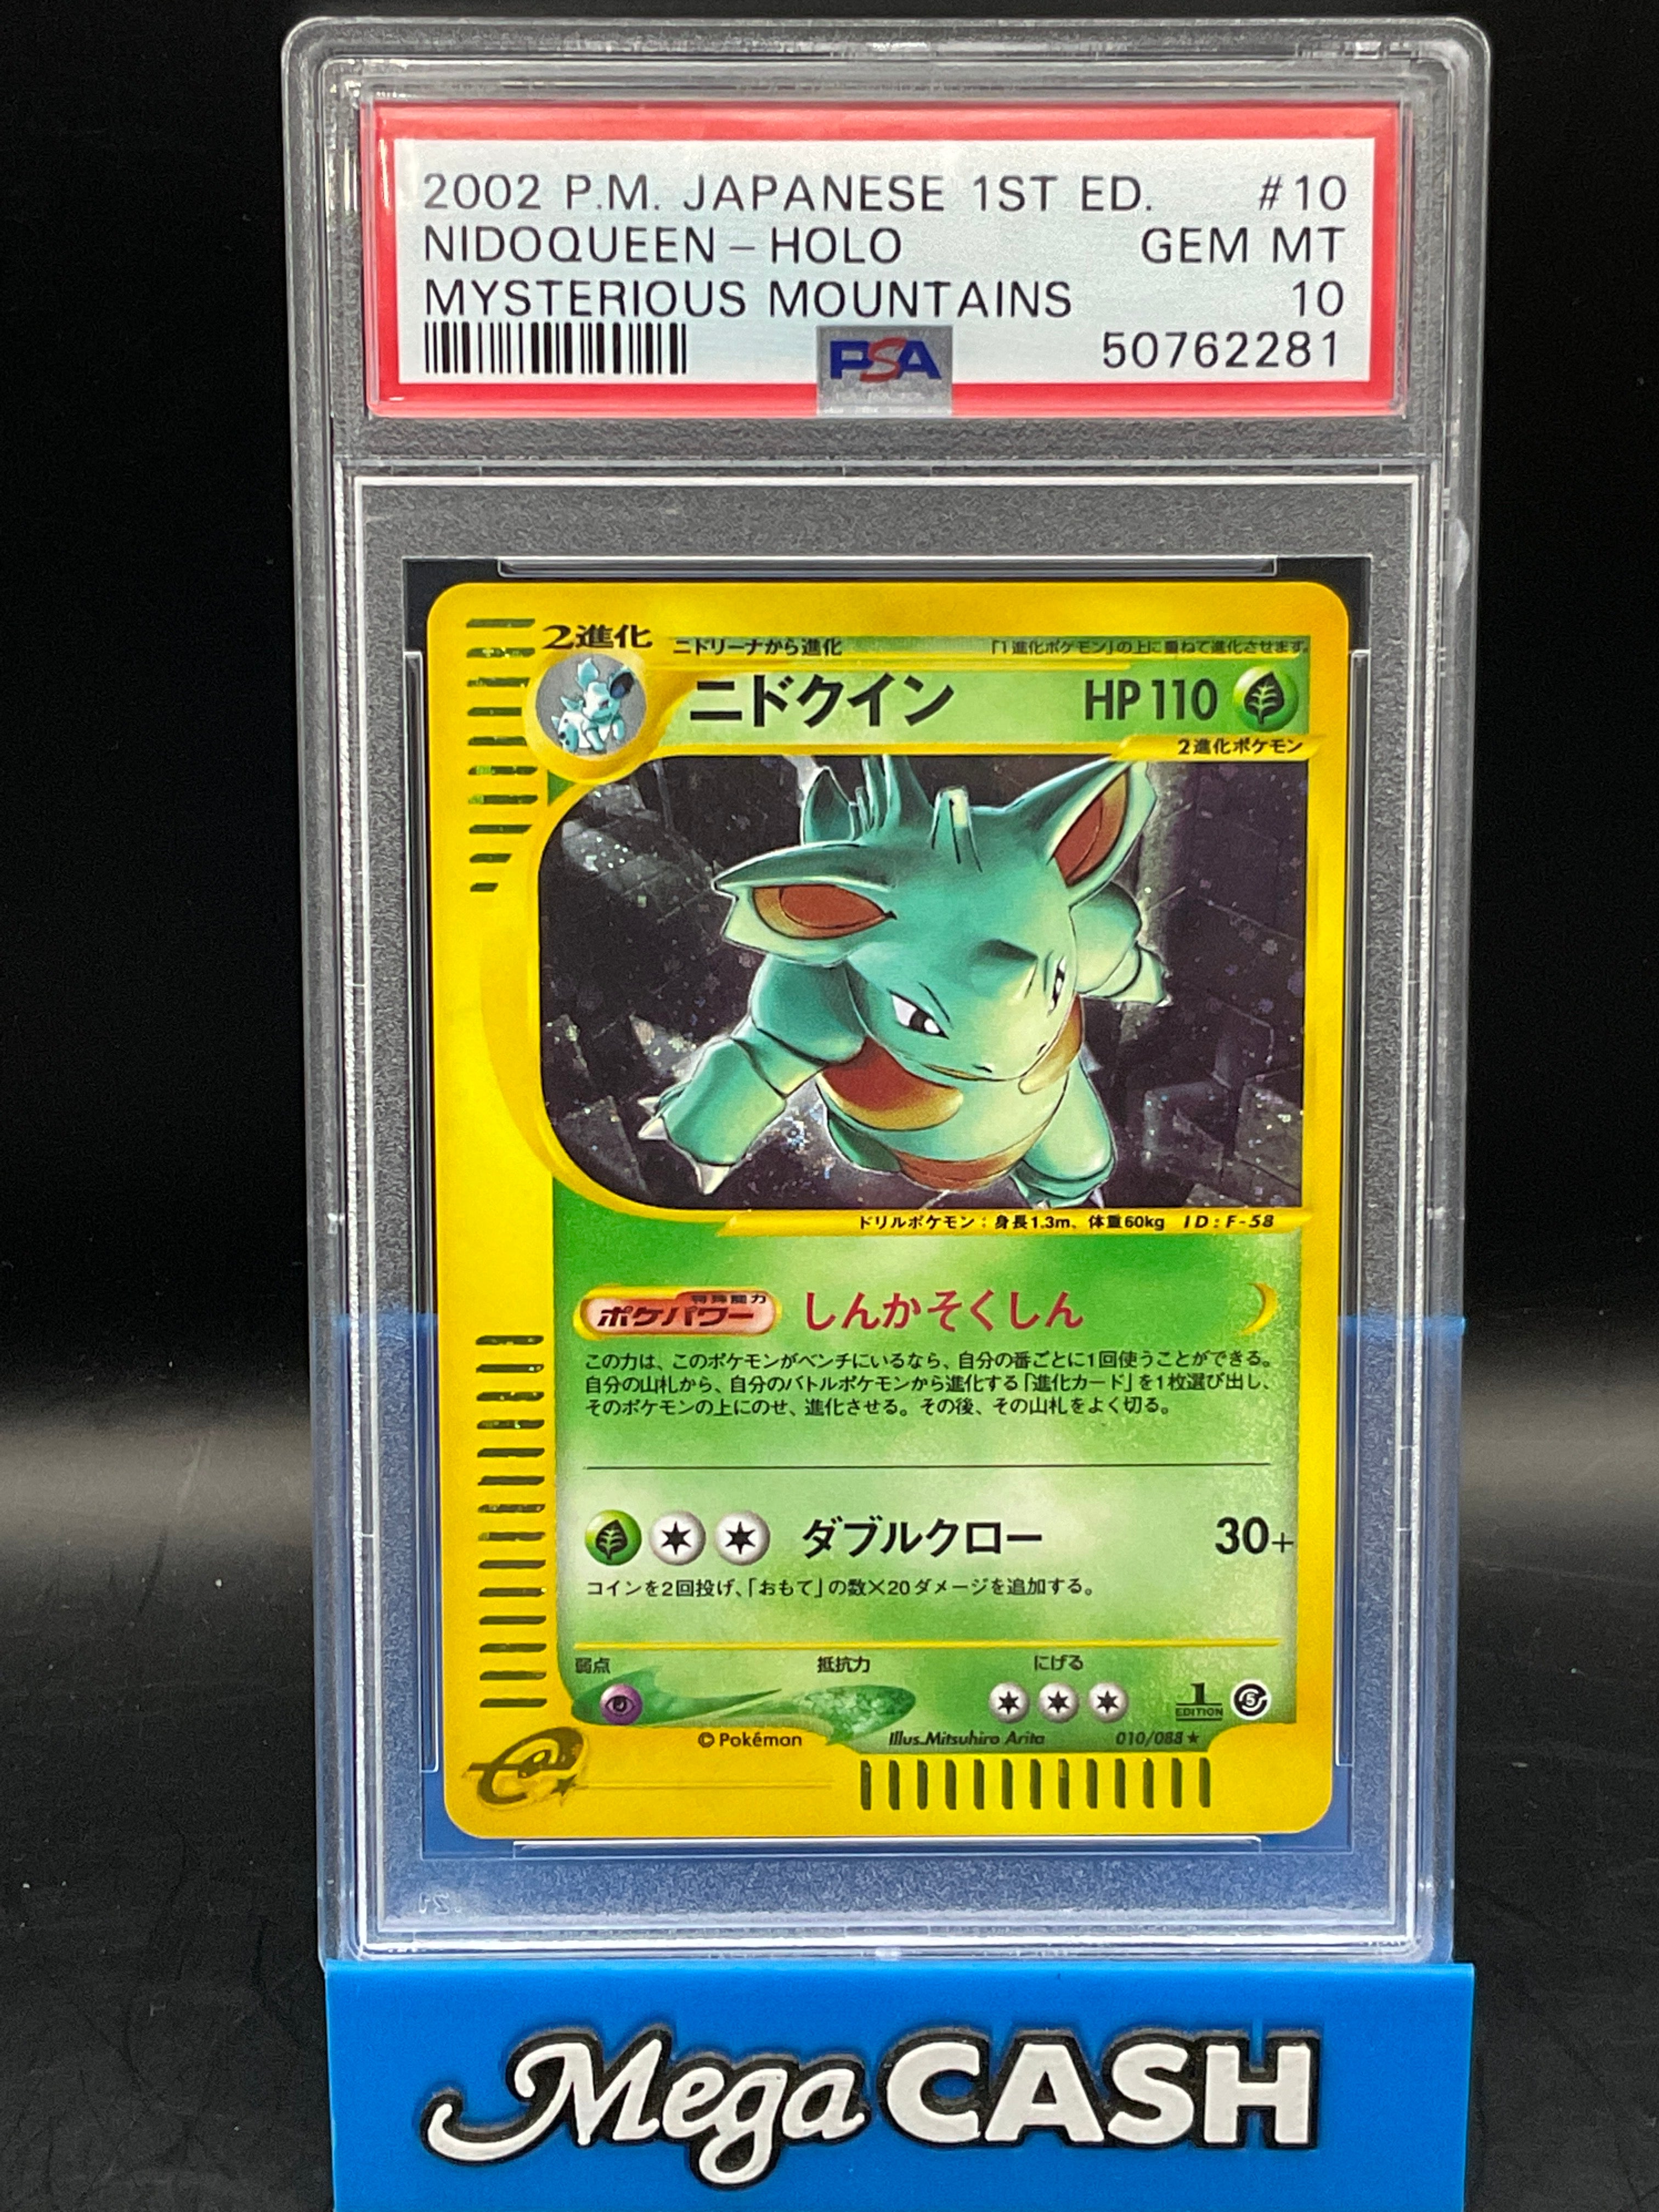 2002 P.M. JAPANESE 1ST ED. #10
NIDOQUEEN - HOLO GEM MT
MYSTERIOUS MOUNTAINS 10
PSA 50762281
2進化 ニドリーナから進化 「1進化ポケモン」の上に重ねて進化させます。
ニドクイン HP 110
2進化ポケモン
ドリルポケモン：身長1.3m、体重60kg ID：F-58
特殊能力
ポケパワー しんかそくしん
この力は、このポケモンがベンチにいるなら、自分の番ごとに1回使うことができる。
自分の山札から、自分のバトルポケモンから進化する「進化カード」を1枚選び出し、
そのポケモンの上にのせ、進化させる。その後、その山札をよく切る。
ダブルクロー 30+
コインを2回投げ、「おもて」の数×20ダメージを追加する。
弱点 抵抗力 にげる
1 EDITION 5
e
© Pokémon Illus. Mitsuhiro Arita 010/088 ★
Mega CASH